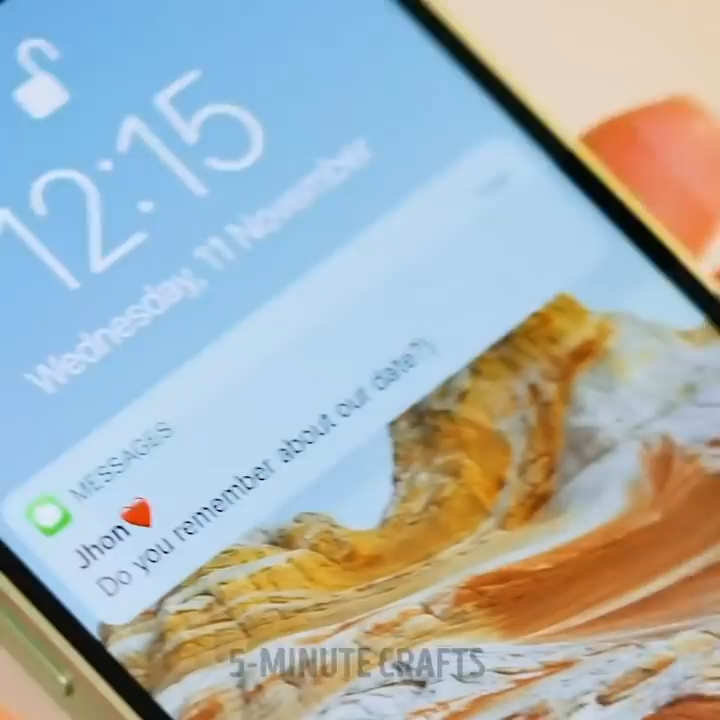 12:15
Wednesday, 11 November
MESSAGES
Jhon❤️
Do you remember about our date?)
5-MINUTE CRAFTS